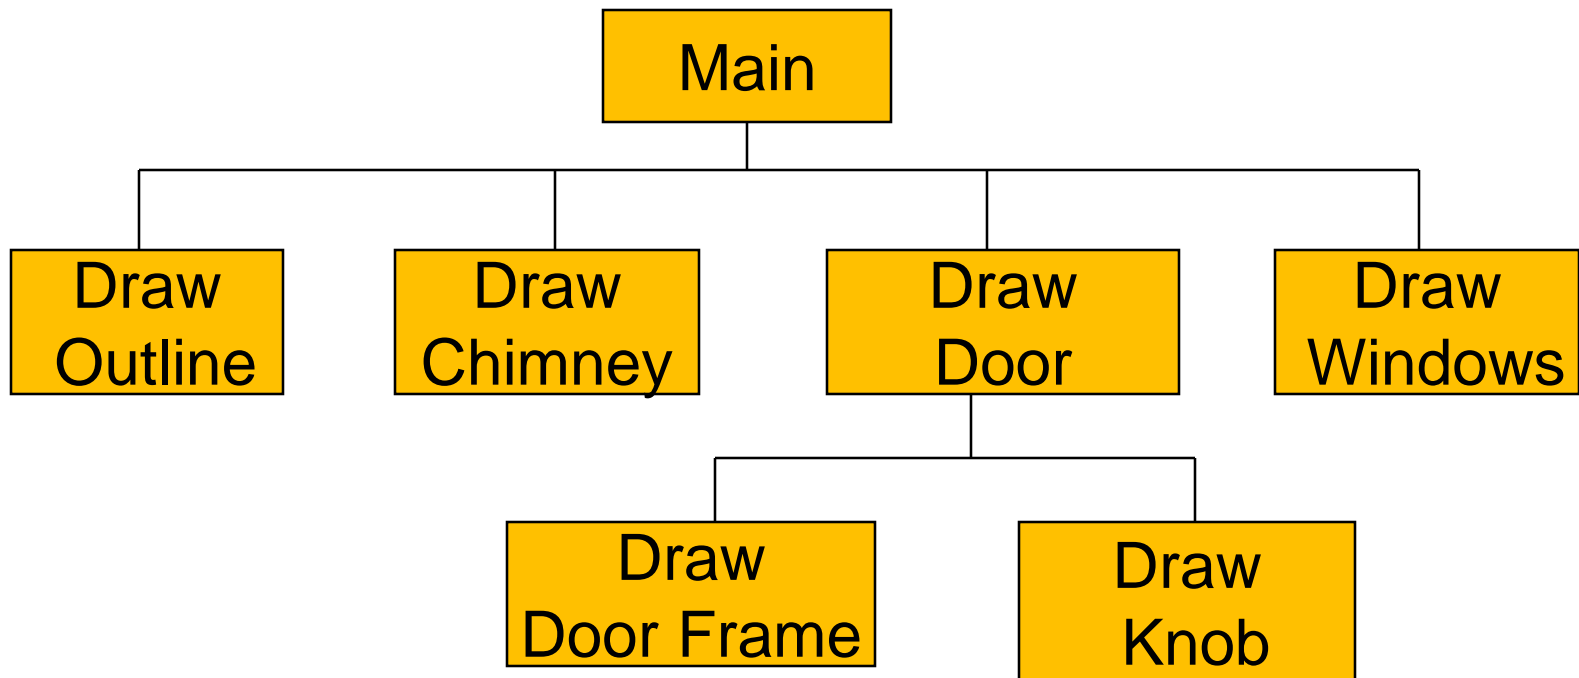 Main
Draw
Outline
Draw
Chimney
Draw
Door
Draw
Windows
Draw
Door Frame
Draw
Knob